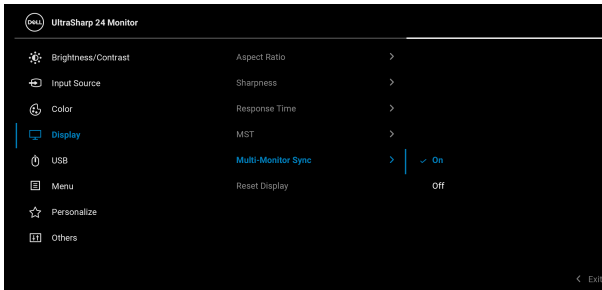 DELL UltraSharp 24 Monitor
Brightness/Contrast Aspect Ratio
Input Source Sharpness
Color Response Time
Display MST
USB Multi-Monitor Sync On
Menu Reset Display Off
Personalize
Others
Exit